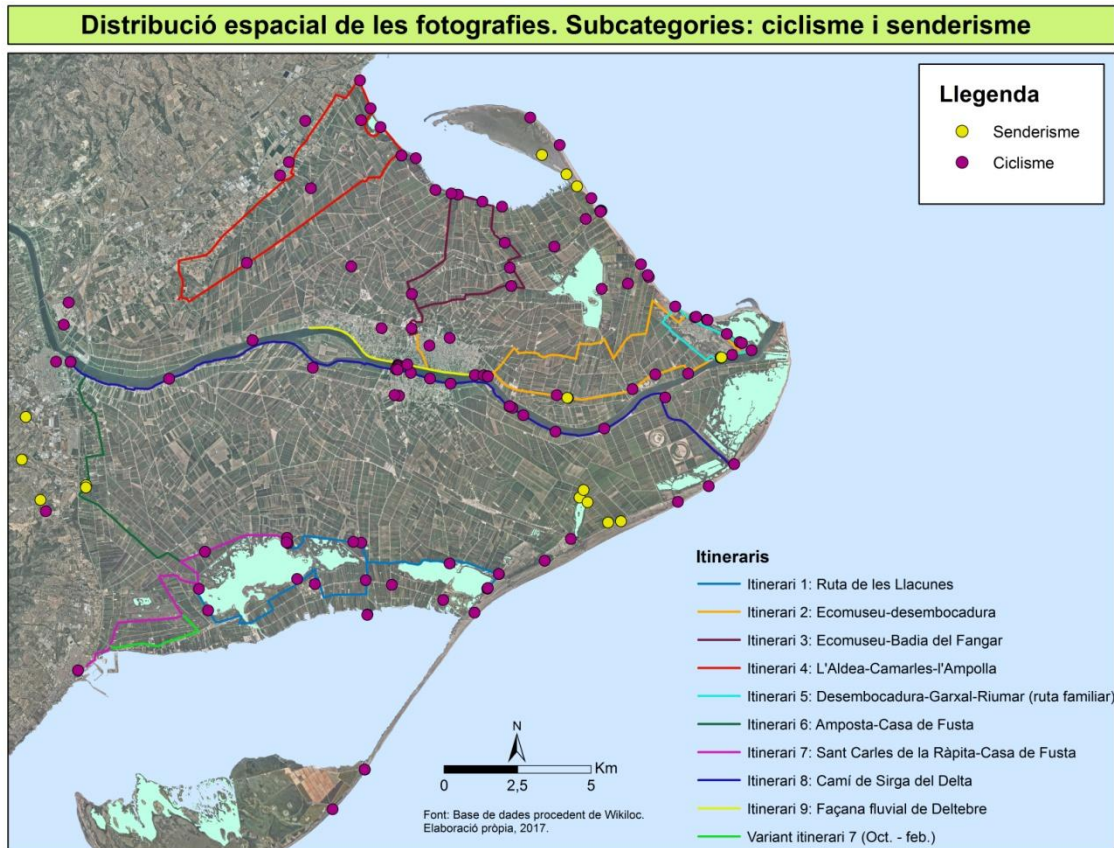 Distribució espacial de les fotografies. Subcategories: ciclisme i senderisme
Llegenda
Senderisme
Ciclisme
Itineraris
Itinerari 1: Ruta de les Llacunes
Itinerari 2: Ecomuseu-desembocadura
Itinerari 3: Ecomuseu-Badia del Fangar
Itinerari 4: L'Aldea-Camarles-l'Ampolla
Itinerari 5: Desembocadura-Garxal-Riumar (ruta familiar)
Itinerari 6: Amposta-Casa de Fusta
Itinerari 7: Sant Carles de la Ràpita-Casa de Fusta
Itinerari 8: Camí de Sirga del Delta
Itinerari 9: Façana fluvial de Deltebre
Variant itinerari 7 (Oct. - feb.)
N
Km
0 2,5 5
Font: Base de dades procedent de Wikiloc.
Elaboració pròpia, 2017.